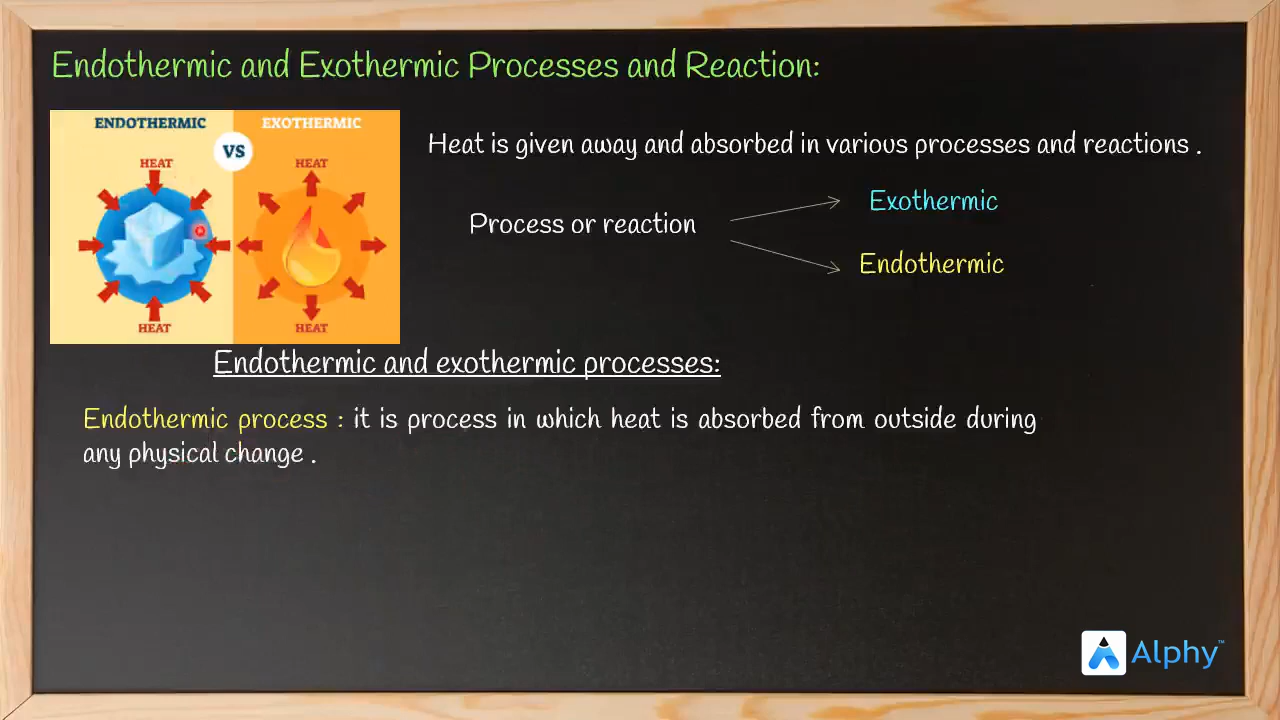 Endothermic and Exothermic Processes and Reaction:
ENDOTHERMIC
VS
EXOTHERMIC
HEAT
HEAT
HEAT
HEAT
Heat is given away and absorbed in various processes and reactions .
Process or reaction
Exothermic
Endothermic
Endothermic and exothermic processes:
Endothermic process : it is process in which heat is absorbed from outside during
any physical change .
Alphy™